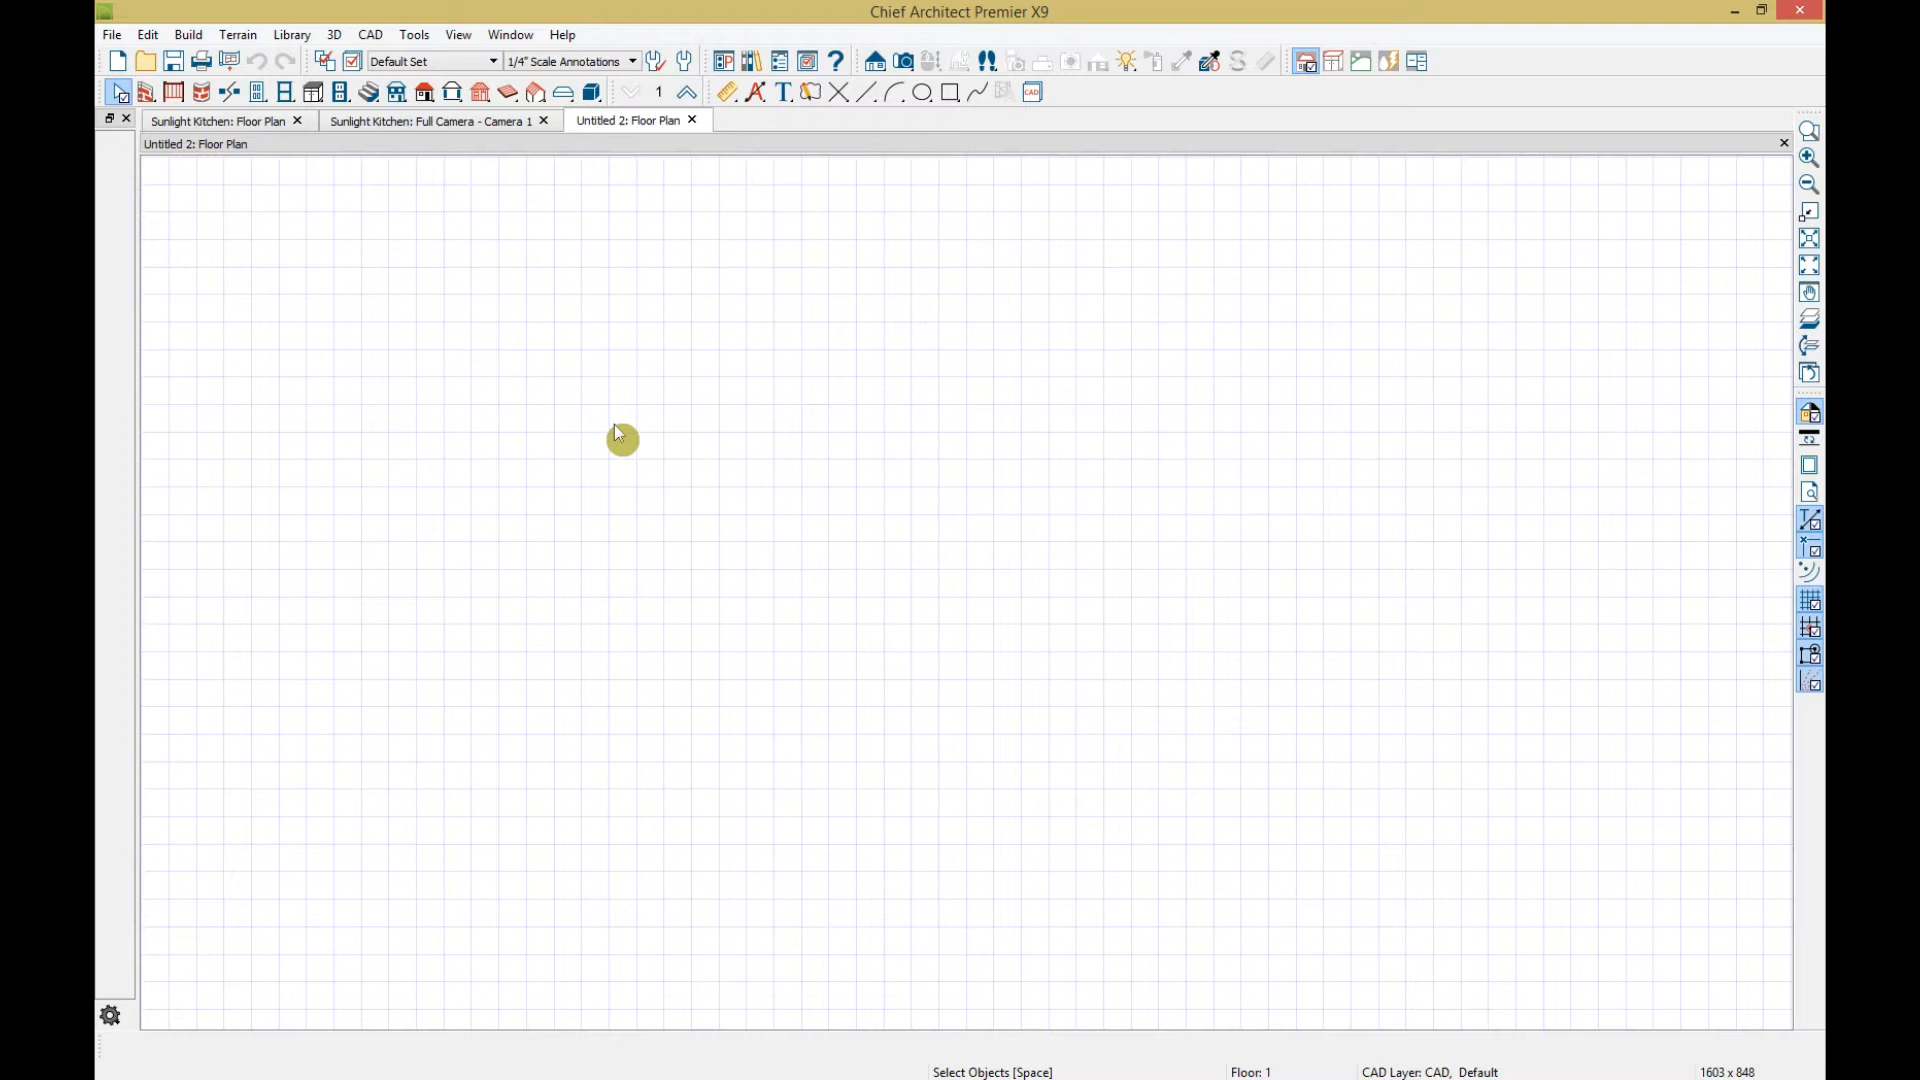 Chief Architect Premier X9
File Build Terrain Library 3D CAD Tools View Window Help
Default Set 1/4" Scale Annotations
1 T CAD
Sunlight Kitchen: Floor Plan Sunlight Kitchen: Full Camera - Camera 1 Untitled 2: Floor Plan
Untitled 2: Floor Plan
Select Objects [Space] Floor: 1 CAD Layer: CAD, Default 1603 x 848